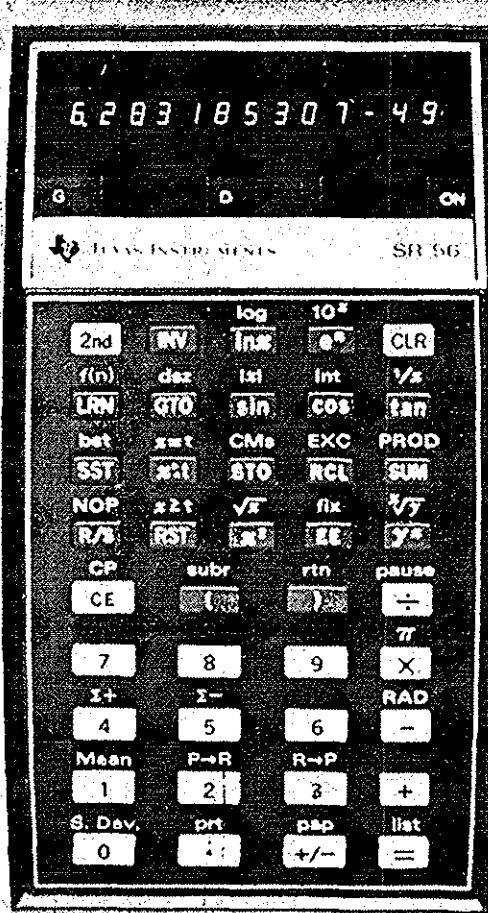 6.283185307-49
G D ON
TEXAS INSTRUMENTS SR-56
log 10ˣ
2nd INV lnx eˣ CLR
f(n) dsz |x| Int 1/x
LRN GTO sin cos tan
bst x=t CMs EXC PROD
SST x⇄t STO RCL SUM
NOP x≥t √x fix ˣ√y
R/S RST x² EE yˣ
CP subr rtn pause
CE ( ) ÷
π
7 8 9 X
Σ+ Σ− RAD
4 5 6 −
Mean P→R R→P
1 2 3 +
S. Dev. prt pap list
0 . +/− =